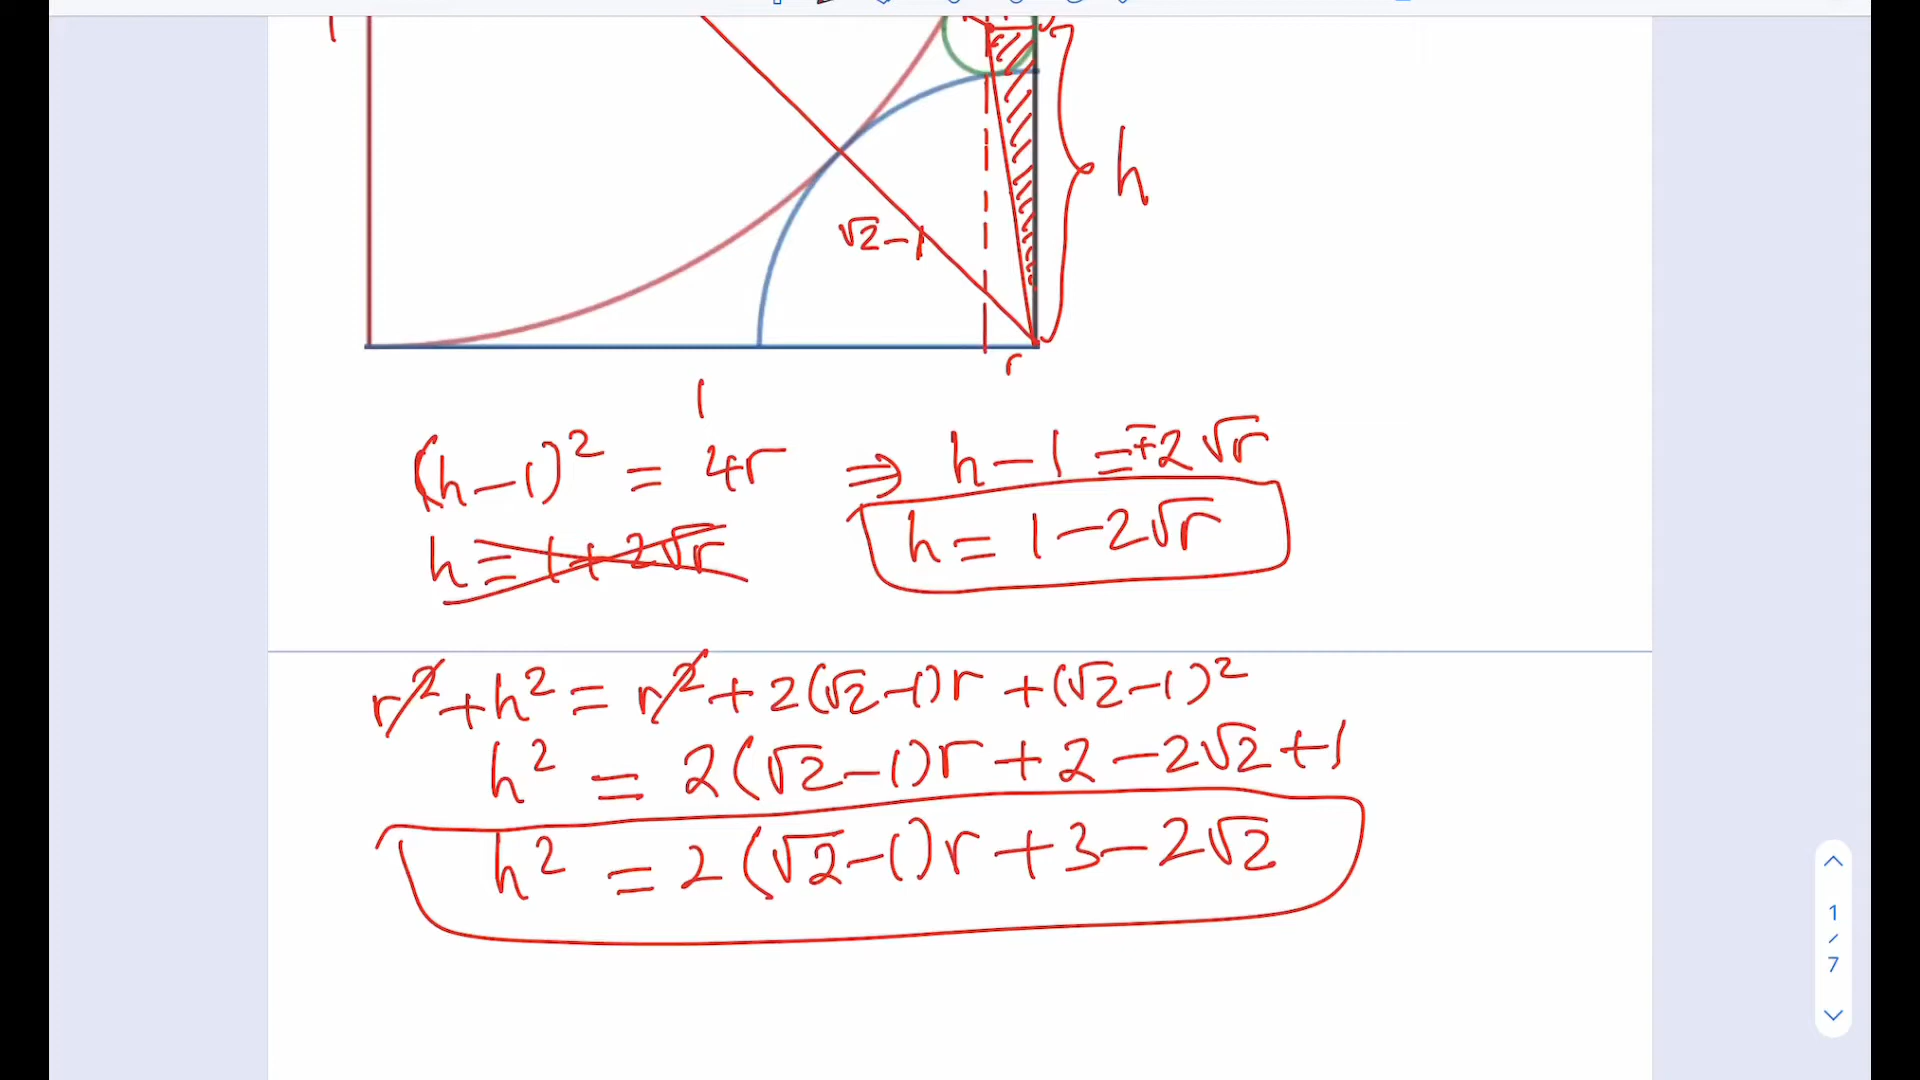 1
h
√2-1
r
1
(h-1)² = 4r ⇒ h-1 = ∓2√r
h = 1+2√r
h = 1-2√r
r²+h² = r²+2(√2-1)r+(√2-1)²
h² = 2(√2-1)r+2-2√2+1
h² = 2(√2-1)r+3-2√2
1
/
7